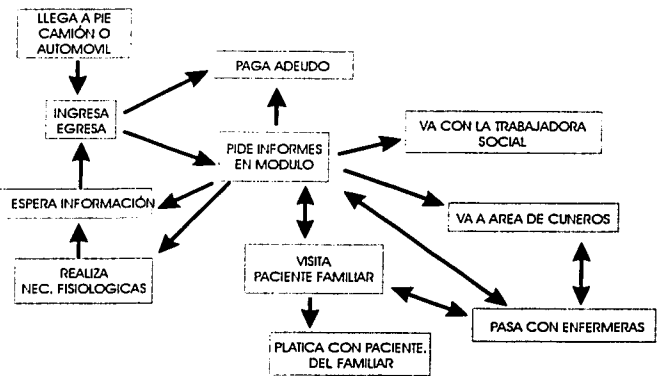 LLEGA A PIE
CAMIÓN O
AUTOMOVIL
PAGA ADEUDO
INGRESA
EGRESA
PIDE INFORMES
EN MODULO
VA CON LA TRABAJADORA
SOCIAL
ESPERA INFORMACIÓN
VA A AREA DE CUNEROS
REALIZA
NEC. FISIOLOGICAS
VISITA
PACIENTE FAMILIAR
PASA CON ENFERMERAS
PLATICA CON PACIENTE.
DEL FAMILIAR